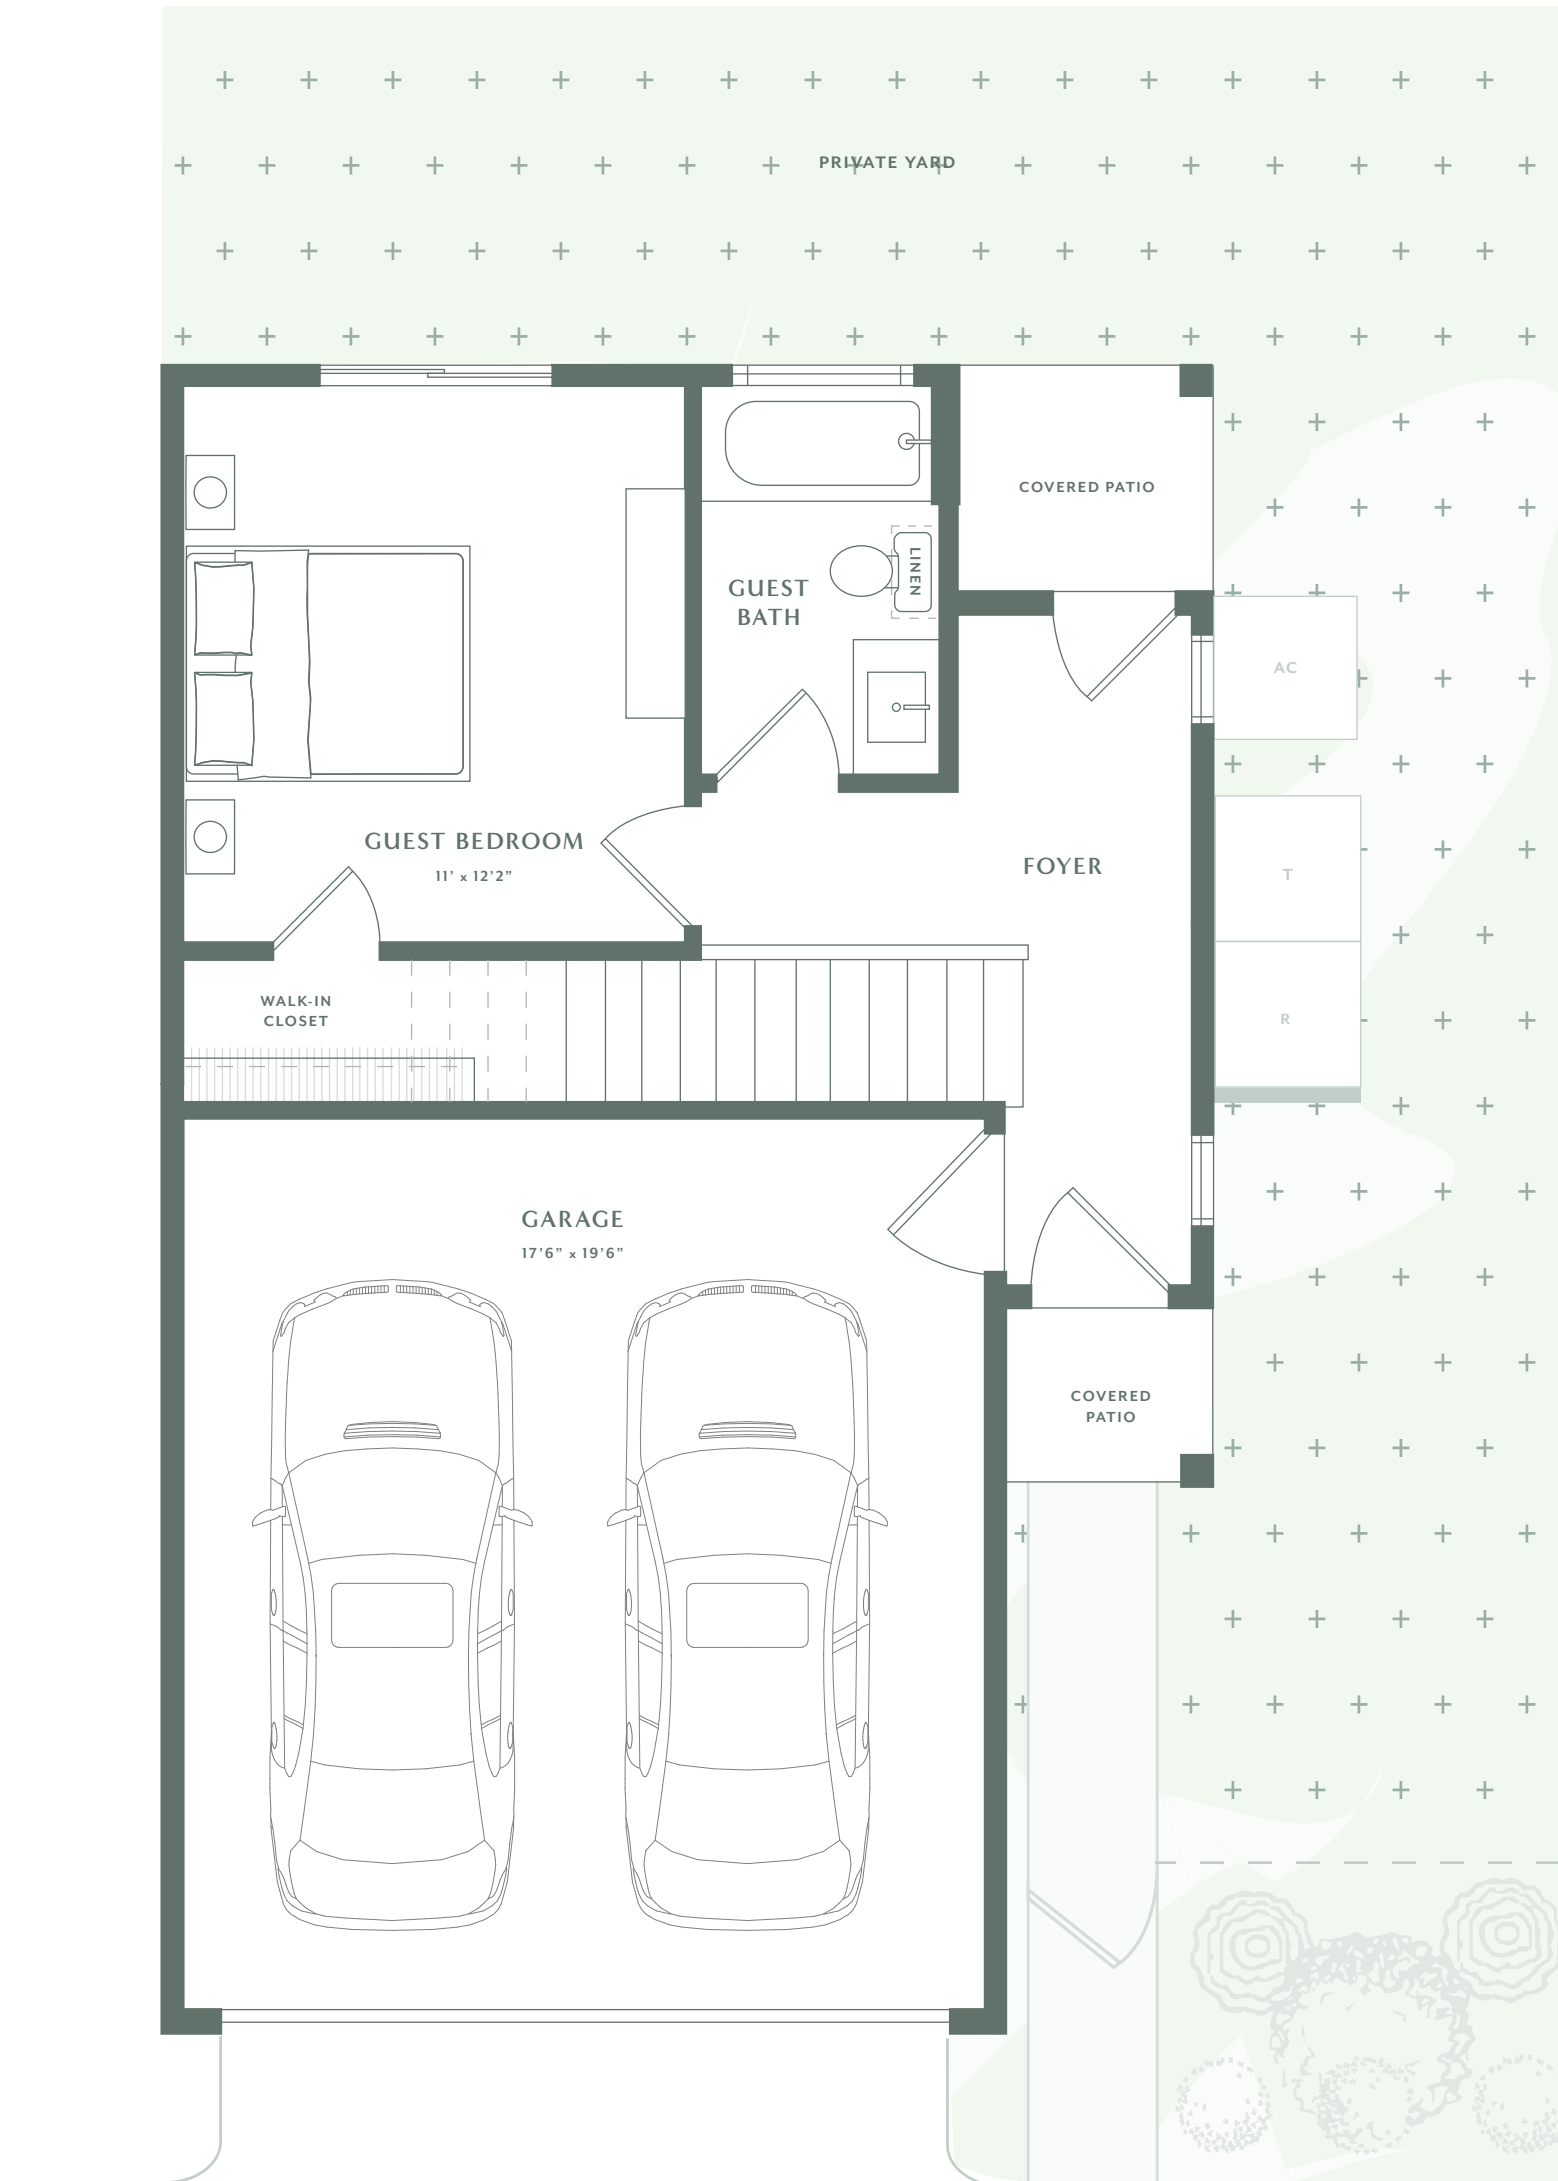 PRIVATE YARD
COVERED PATIO
LINEN
GUEST
BATH
AC
GUEST BEDROOM
11’ x 12’2”
FOYER
T
WALK-IN
CLOSET
R
GARAGE
17’6” x 19’6”
COVERED
PATIO